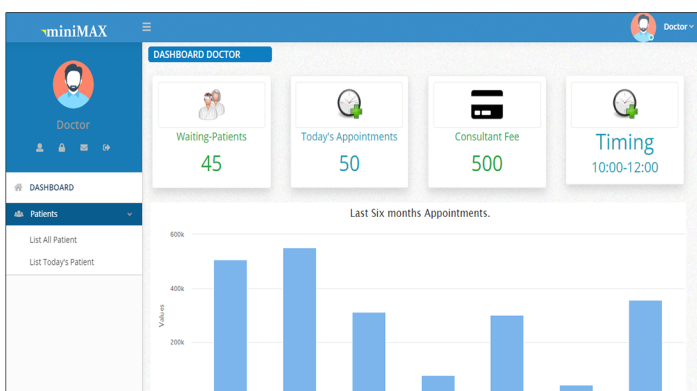 miniMAX
Doctor
DASHBOARD DOCTOR
Doctor
Waiting-Patients
45
Today's Appointments
50
Consultant Fee
500
Timing
10:00-12:00
DASHBOARD
Patients
List All Patient
List Today's Patient
Last Six months Appointments.
600k
400k
200k
Values